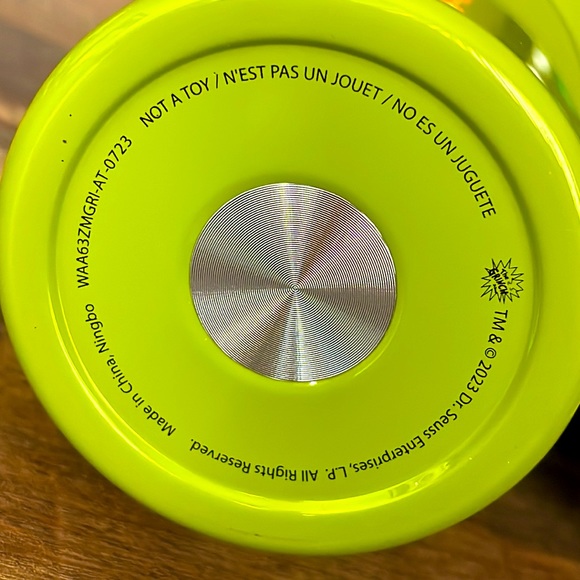 NOT A TOY / N'EST PAS UN JOUET / NO ES UN JUGUETE
GRINCH
TM & © 2023 Dr. Seuss Enterprises, L.P. All Rights Reserved.
Made in China, Ningbo
WAA63ZMGRI-AT-0723